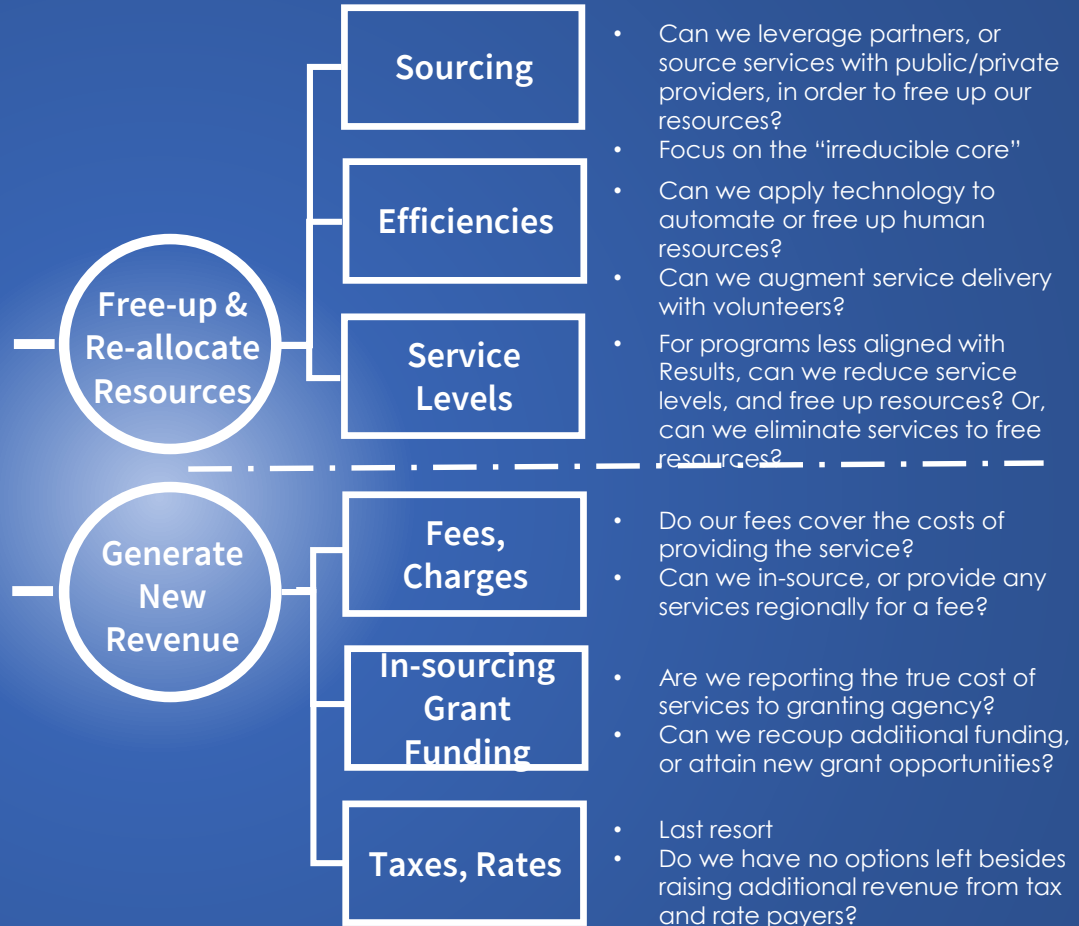 Free-up &
Re-allocate
Resources
Sourcing
• Can we leverage partners, or
source services with public/private
providers, in order to free up our
resources?
• Focus on the “irreducible core”
Efficiencies
• Can we apply technology to
automate or free up human
resources?
• Can we augment service delivery
with volunteers?
Service
Levels
• For programs less aligned with
Results, can we reduce service
levels, and free up resources? Or,
can we eliminate services to free
resources?
Generate
New
Revenue
Fees,
Charges
• Do our fees cover the costs of
providing the service?
• Can we in-source, or provide any
services regionally for a fee?
In-sourcing
Grant
Funding
• Are we reporting the true cost of
services to granting agency?
• Can we recoup additional funding,
or attain new grant opportunities?
Taxes, Rates
• Last resort
• Do we have no options left besides
raising additional revenue from tax
and rate payers?